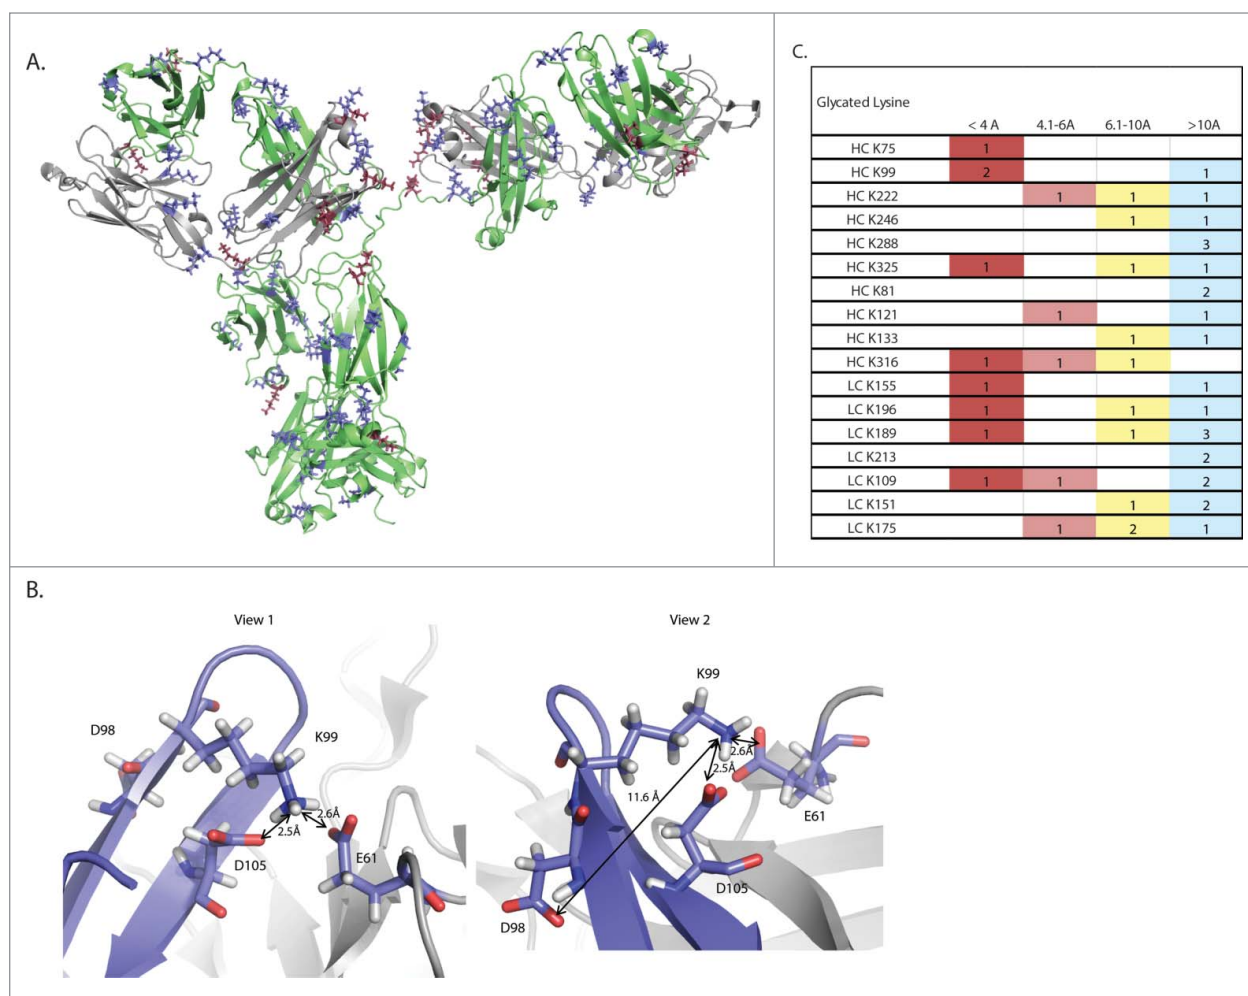 A.
C.
Glycated Lysine
< 4 A 4.1-6A 6.1-10A >10A
HC K75 1
HC K99 2 1
HC K222 1 1 1
HC K246 1 1
HC K288 3
HC K325 1 1 1
HC K81 2
HC K121 1 1
HC K133 1 1
HC K316 1 1 1
LC K155 1 1
LC K196 1 1 1
LC K189 1 1 3
LC K213 2
LC K109 1 1 2
LC K151 1 2
LC K175 1 2 1
B.
View 1
D98
K99
2.6Å
2.5Å
D105
E61
View 2
K99
2.6Å
2.5Å
11.6 Å
E61
D105
D98